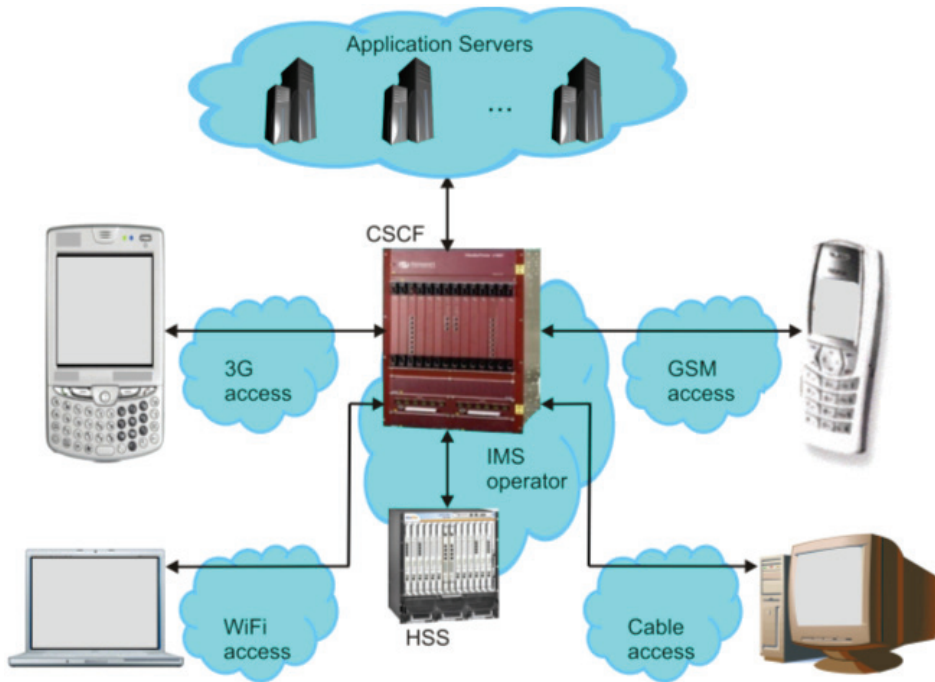 Application Servers
...
CSCF
3G
access
GSM
access
IMS
operator
WiFi
access
HSS
Cable
access